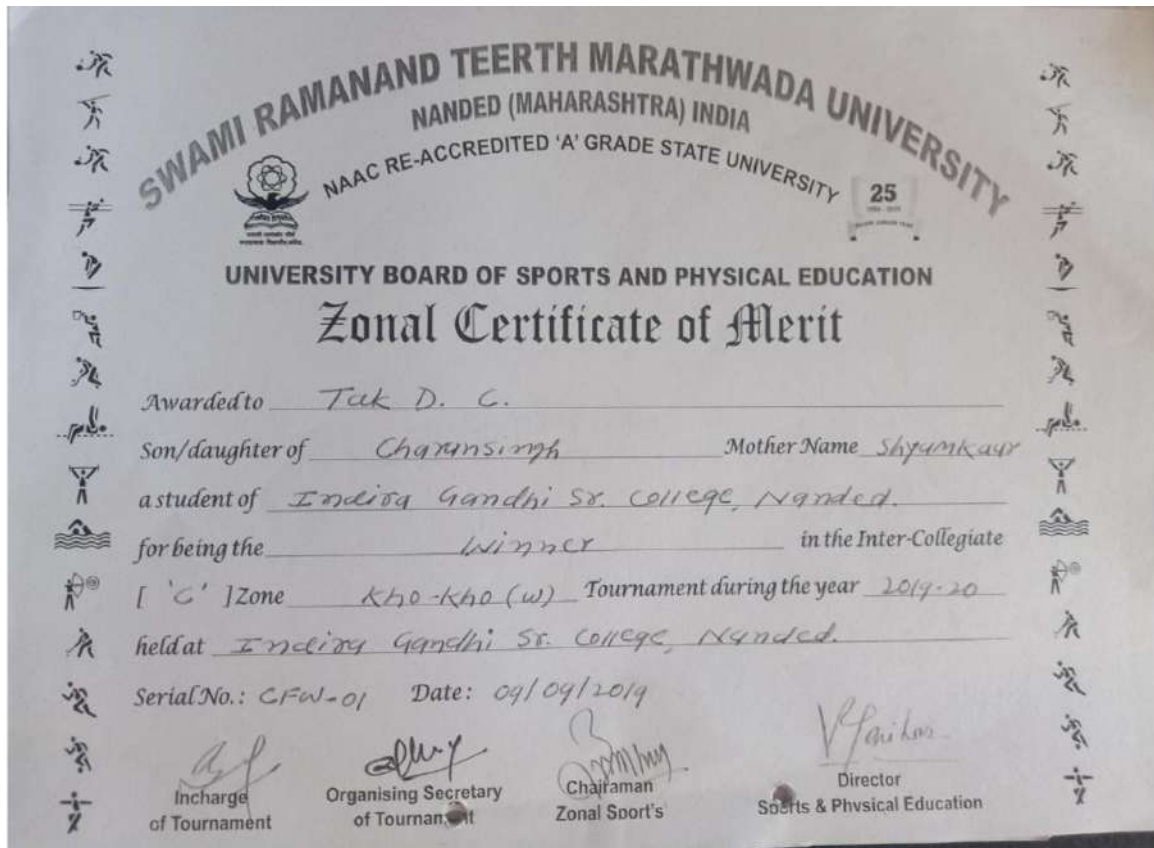 SWAMI RAMANAND TEERTH MARATHWADA UNIVERSITY
NANDED (MAHARASHTRA) INDIA
NAAC RE-ACCREDITED 'A' GRADE STATE UNIVERSITY
25
UNIVERSITY BOARD OF SPORTS AND PHYSICAL EDUCATION
Zonal Certificate of Merit
Awarded to Tak D. C.
Son/daughter of Charansingh Mother Name Shyamkaur
a student of Indira Gandhi Sr. College, Nanded.
for being the Winner in the Inter-Collegiate
[ 'C' ] Zone Kho-Kho (W) Tournament during the year 2019-20
held at Indira Gandhi Sr. College, Nanded.
Serial No.: CFW-01 Date: 09/09/2019
Incharge of Tournament
Organising Secretary of Tournament
Chairaman Zonal Sport's
Director Sports & Physical Education